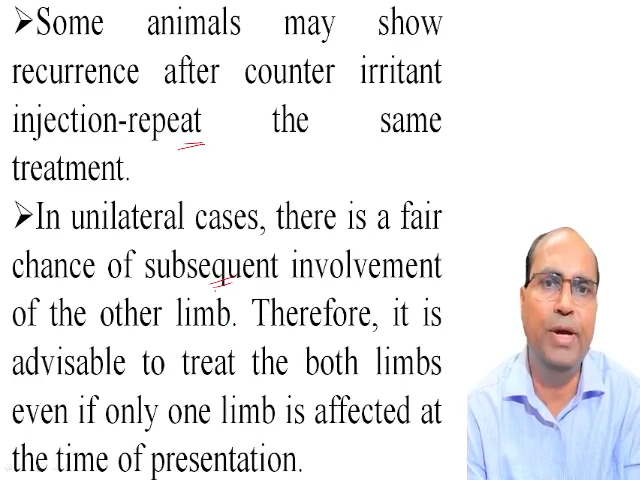 ➢Some animals may show
recurrence after counter irritant
injection-repeat the same
treatment.
➢In unilateral cases, there is a fair
chance of subsequent involvement
of the other limb. Therefore, it is
advisable to treat the both limbs
even if only one limb is affected at
the time of presentation.